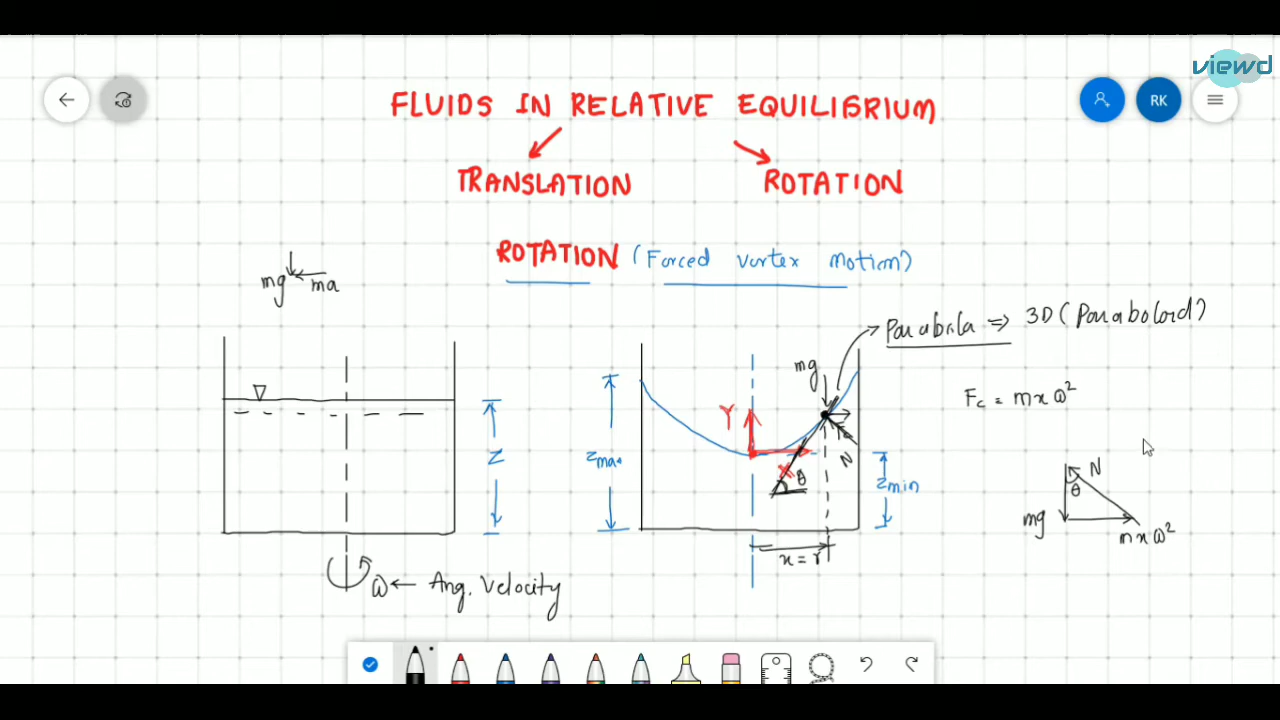 viewd
RK
FLUIDS IN RELATIVE EQUILIBRIUM
TRANSLATION
ROTATION
ROTATION (Forced vortex motion)
mg
ma
Parabola ⇒ 3D (Paraboloid)
mg
Fc = mxω²
Y
N
Z
zmax
X
θ
zmin
N
θ
mg
mxω²
x = r
ω ← Ang. Velocity